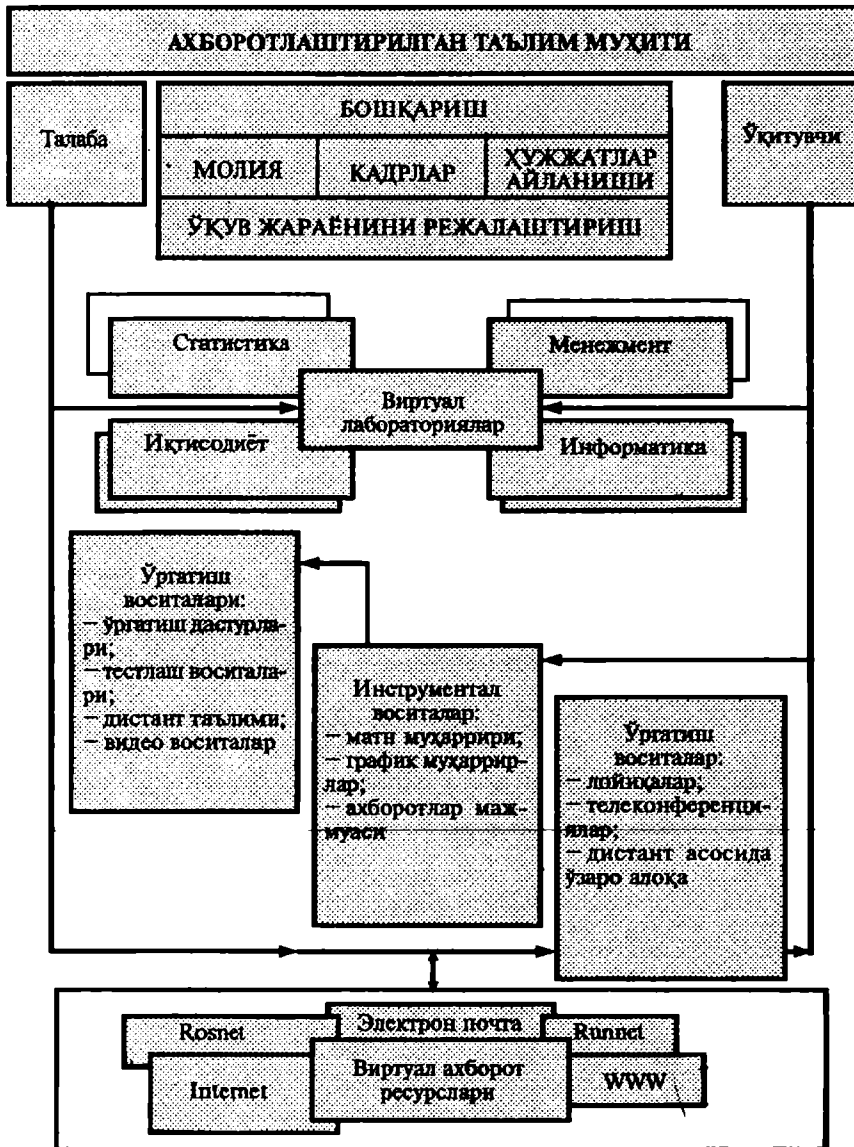 АХБОРОТЛАШТИРИЛГАН ТАЪЛИМ МУҲИТИ
Талаба
БОШҚАРИШ
МОЛИЯ
КАДРЛАР
ҲУЖЖАТЛАР
АЙЛАНИШИ
ЎҚУВ ЖАРАЁНИНИ РЕЖАЛАШТИРИШ
Ўқитувчи
Статистика
Менежмент
Виртуал
лабораториялар
Иқтисодиёт
Информатика
Ўргатиш
воситалари:
— ўргатиш дастурла-
ри;
— тестлаш воситала-
ри;
— дистант таълими;
— видео воситалар
Инструментал
воситалар:
— матн муҳаррири;
— график муҳаррир-
лар;
— ахборотлар маж-
муаси
Ўргатиш
воситалар:
— лойиҳалар;
— телеконференци-
ялар;
— дистант асосида
ўзаро алоқа
Rosnet
Электрон почта
Runnet
Internet
Виртуал ахборот
ресурслари
WWW